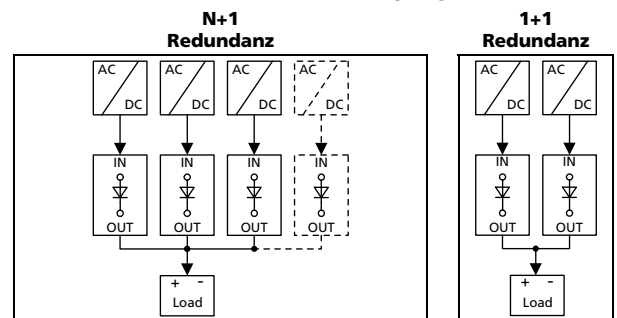 N+1
Redundanz
1+1
Redundanz
AC DC AC DC AC DC AC DC
AC DC AC DC
IN IN IN IN
IN IN
OUT OUT OUT OUT
OUT OUT
+ -
Load
+ -
Load